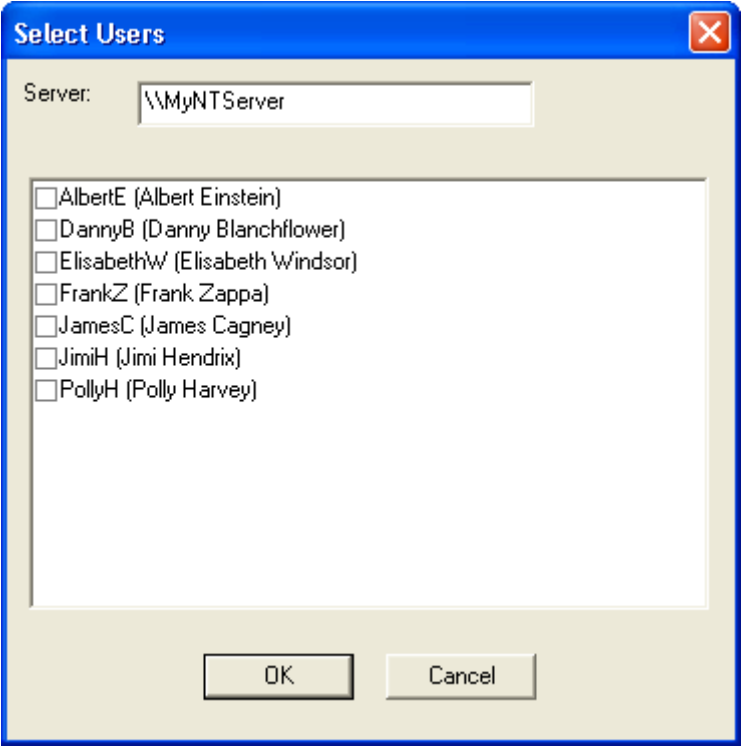 Select Users
Server: \\MyNTServer
AlbertE (Albert Einstein)
DannyB (Danny Blanchflower)
ElisabethW (Elisabeth Windsor)
FrankZ (Frank Zappa)
JamesC (James Cagney)
JimiH (Jimi Hendrix)
PollyH (Polly Harvey)
OK Cancel